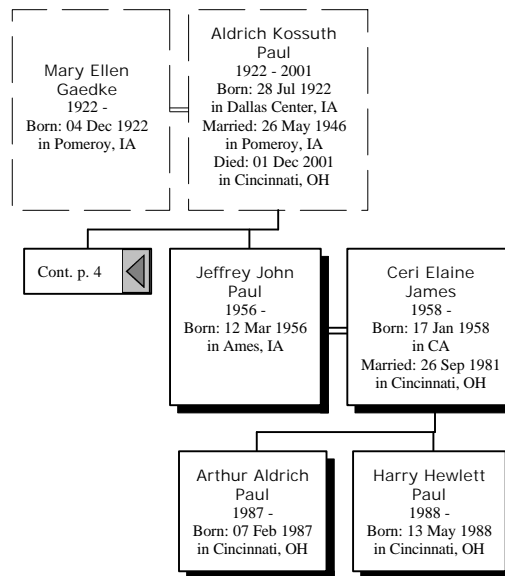 Mary Ellen
Gaedke
1922 -
Born: 04 Dec 1922
in Pomeroy, IA
Aldrich Kossuth
Paul
1922 - 2001
Born: 28 Jul 1922
in Dallas Center, IA
Married: 26 May 1946
in Pomeroy, IA
Died: 01 Dec 2001
in Cincinnati, OH
Cont. p. 4
Jeffrey John
Paul
1956 -
Born: 12 Mar 1956
in Ames, IA
Ceri Elaine
James
1958 -
Born: 17 Jan 1958
in CA
Married: 26 Sep 1981
in Cincinnati, OH
Arthur Aldrich
Paul
1987 -
Born: 07 Feb 1987
in Cincinnati, OH
Harry Hewlett
Paul
1988 -
Born: 13 May 1988
in Cincinnati, OH